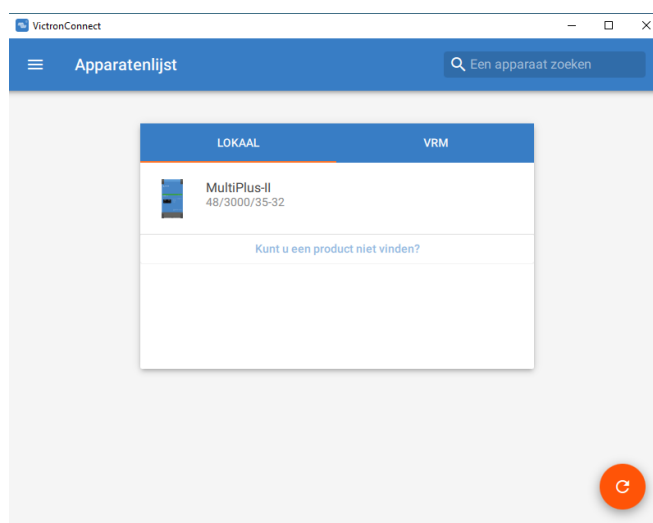 VictronConnect
Apparatenlijst
Een apparaat zoeken
LOKAAL
VRM
MultiPlus-II
48/3000/35-32
Kunt u een product niet vinden?